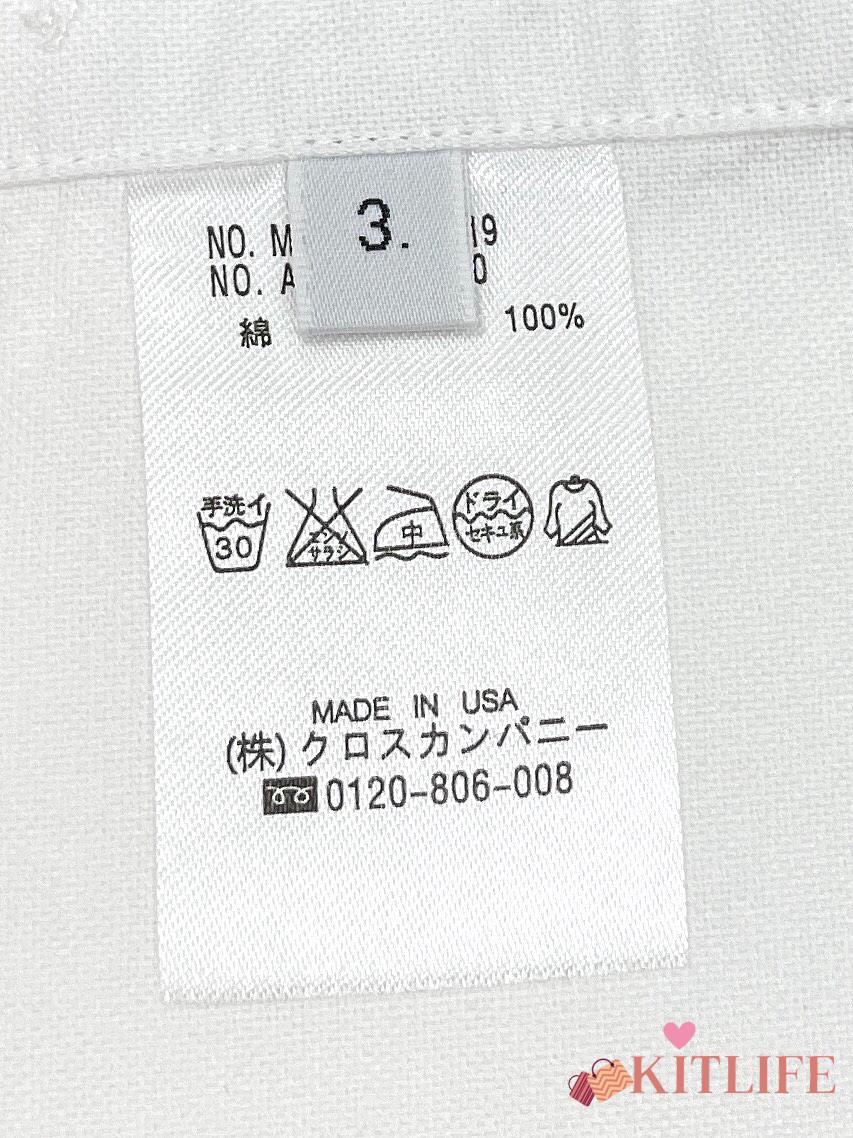 3.
NO. M 19
NO. A 0
綿 100%
手洗イ
30
エンソ
サラシ
中
ドライ
セキユ系
MADE IN USA
(株)クロスカンパニー
0120-806-008
KITLIFE